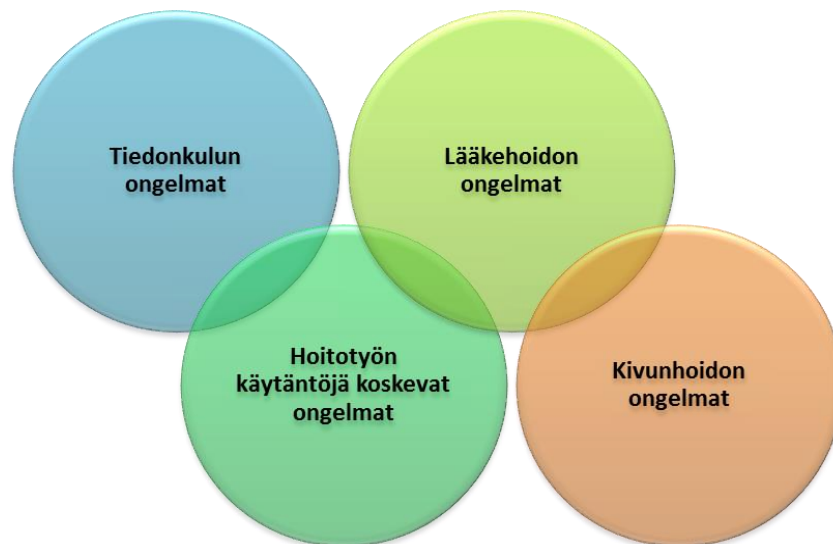 Tiedonkulun
ongelmat
Lääkehoidon
ongelmat
Hoitotyön
käytäntöjä koskevat
ongelmat
Kivunhoidon
ongelmat